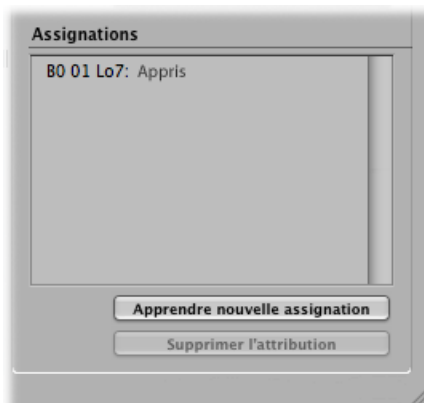 Assignations
B0 01 Lo7: Appris
Apprendre nouvelle assignation
Supprimer l'attribution